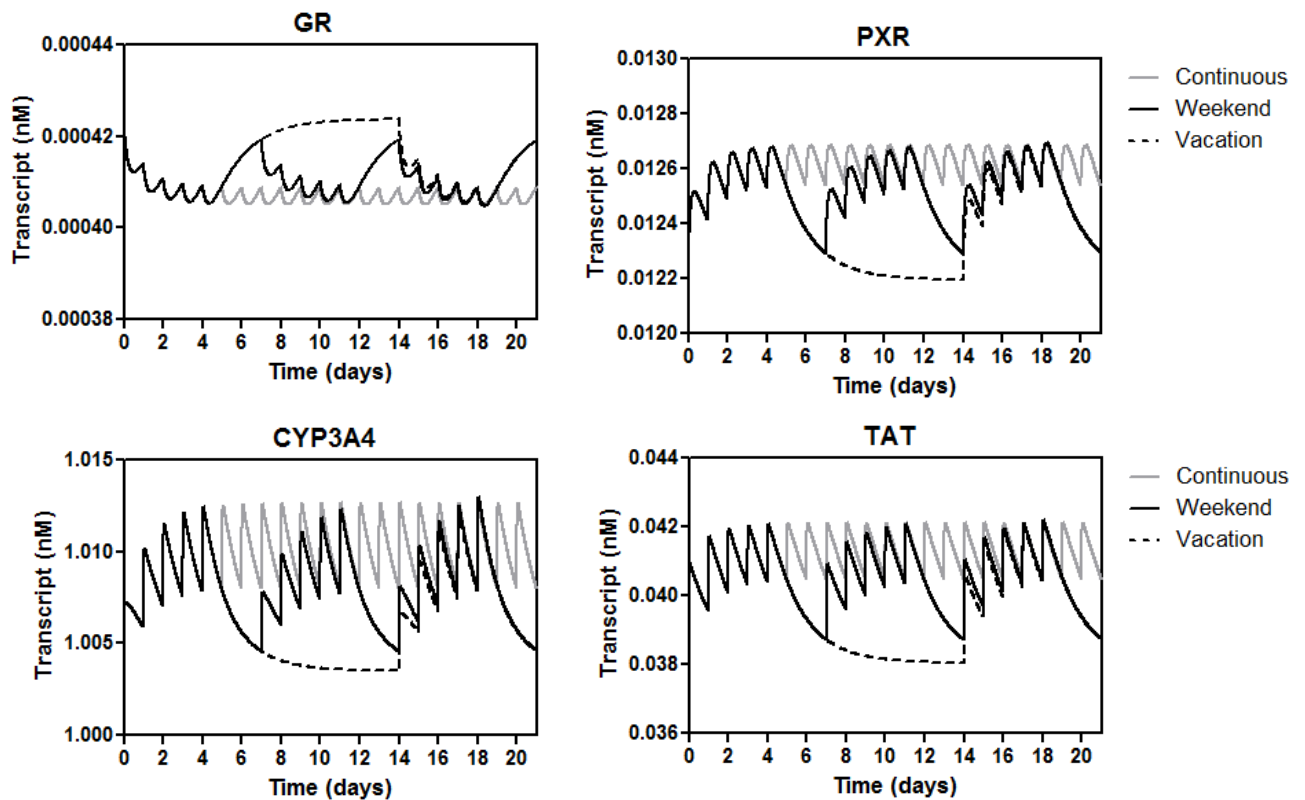 GR
0.00044
0.00042
0.00040
0.00038
Transcript (nM)
0 2 4 6 8 10 12 14 16 18 20
Time (days)
PXR
0.0130
0.0128
0.0126
0.0124
0.0122
0.0120
Transcript (nM)
0 2 4 6 8 10 12 14 16 18 20
Time (days)
Continuous
Weekend
Vacation
CYP3A4
1.015
1.010
1.005
1.000
Transcript (nM)
0 2 4 6 8 10 12 14 16 18 20
Time (days)
TAT
0.044
0.042
0.040
0.038
0.036
Transcript (nM)
0 2 4 6 8 10 12 14 16 18 20
Time (days)
Continuous
Weekend
Vacation